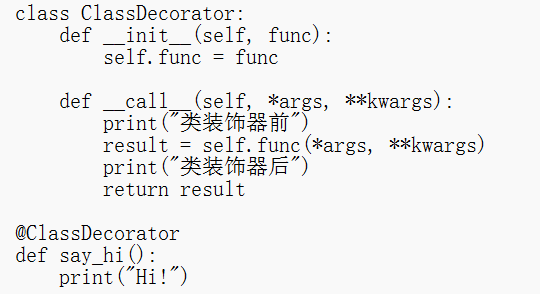 class ClassDecorator:
    def __init__(self, func):
        self.func = func

    def __call__(self, *args, **kwargs):
        print("类装饰器前")
        result = self.func(*args, **kwargs)
        print("类装饰器后")
        return result

@ClassDecorator
def say_hi():
    print("Hi!")